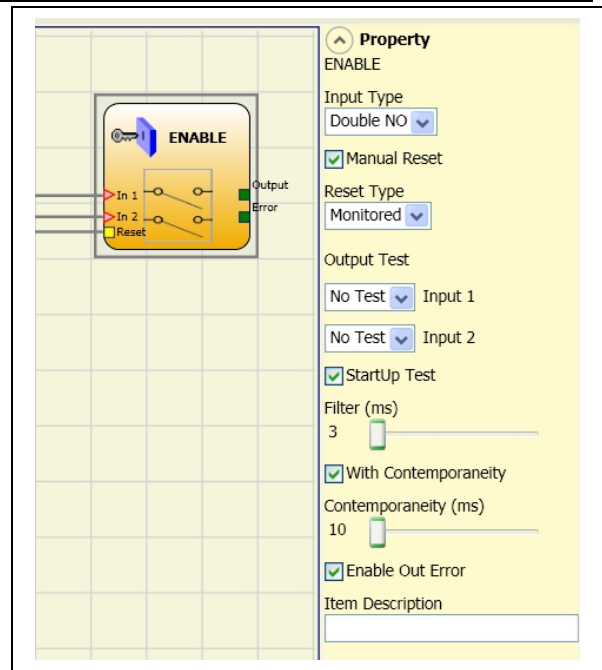 ENABLE
In 1
In 2
Reset
Output
Error
Property
ENABLE
Input Type
Double NO
Manual Reset
Reset Type
Monitored
Output Test
No Test Input 1
No Test Input 2
StartUp Test
Filter (ms)
3
With Contemporaneity
Contemporaneity (ms)
10
Enable Out Error
Item Description